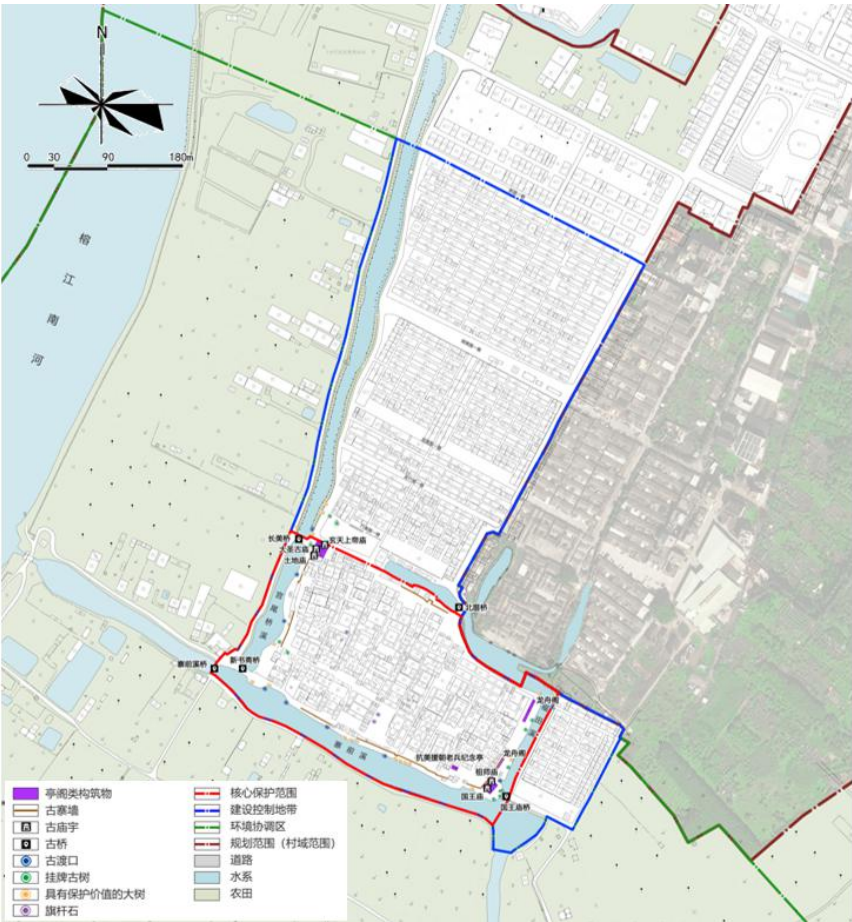 N
0 30 90 180m
榕江南河
长美桥
玄天上帝庙
大圣古庙
土地庙
北堤桥
寨前溪桥
新书斋桥
寨前溪
龙舟阁
龙舟阁
抗美援朝老兵纪念亭
祖师庙
国王庙
国王庙桥
亭阁类构筑物
古寨墙
古庙宇
古桥
古渡口
挂牌古树
具有保护价值的大树
旗杆石
核心保护范围
建设控制地带
环境协调区
规划范围（村域范围）
道路
水系
农田